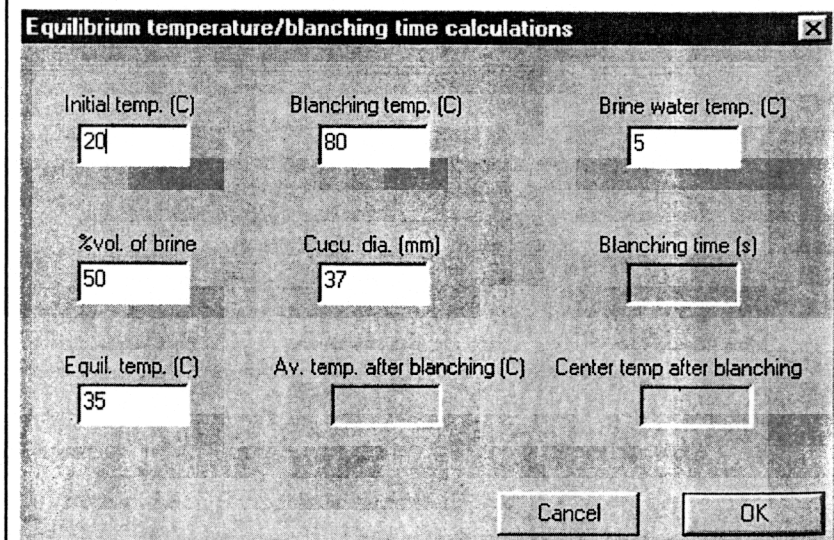 Equilibrium temperature/blanching time calculations
Initial temp. (C) Blanching temp. (C) Brine water temp. (C)
20 80 5
%vol. of brine Cucu. dia. (mm) Blanching time (s)
50 37
Equil. temp. (C) Av. temp. after blanching (C) Center temp after blanching
35
Cancel OK